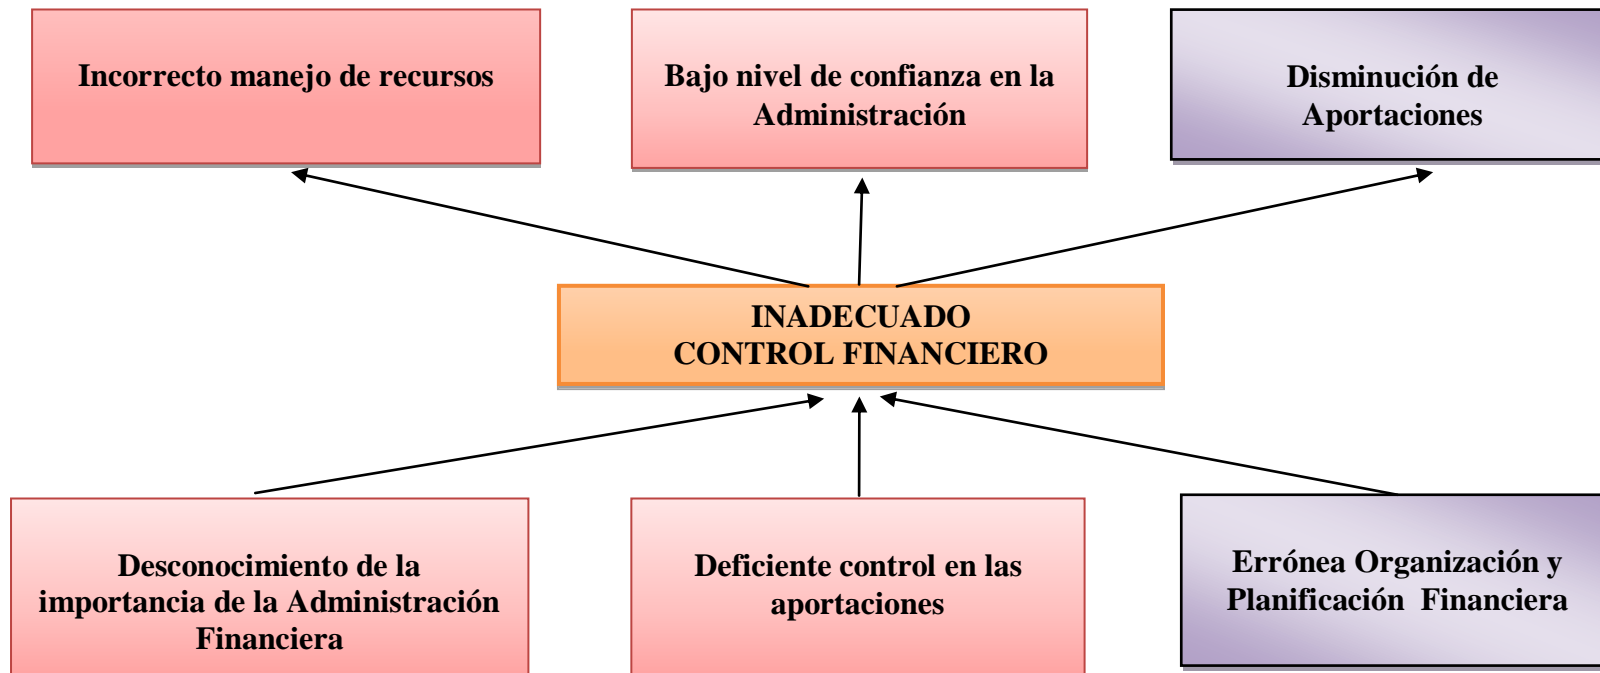 Incorrecto manejo de recursos
Bajo nivel de confianza en la
Administración
Disminución de
Aportaciones
INADECUADO
CONTROL FINANCIERO
Desconocimiento de la
importancia de la Administración
Financiera
Deficiente control en las
aportaciones
Errónea Organización y
Planificación Financiera